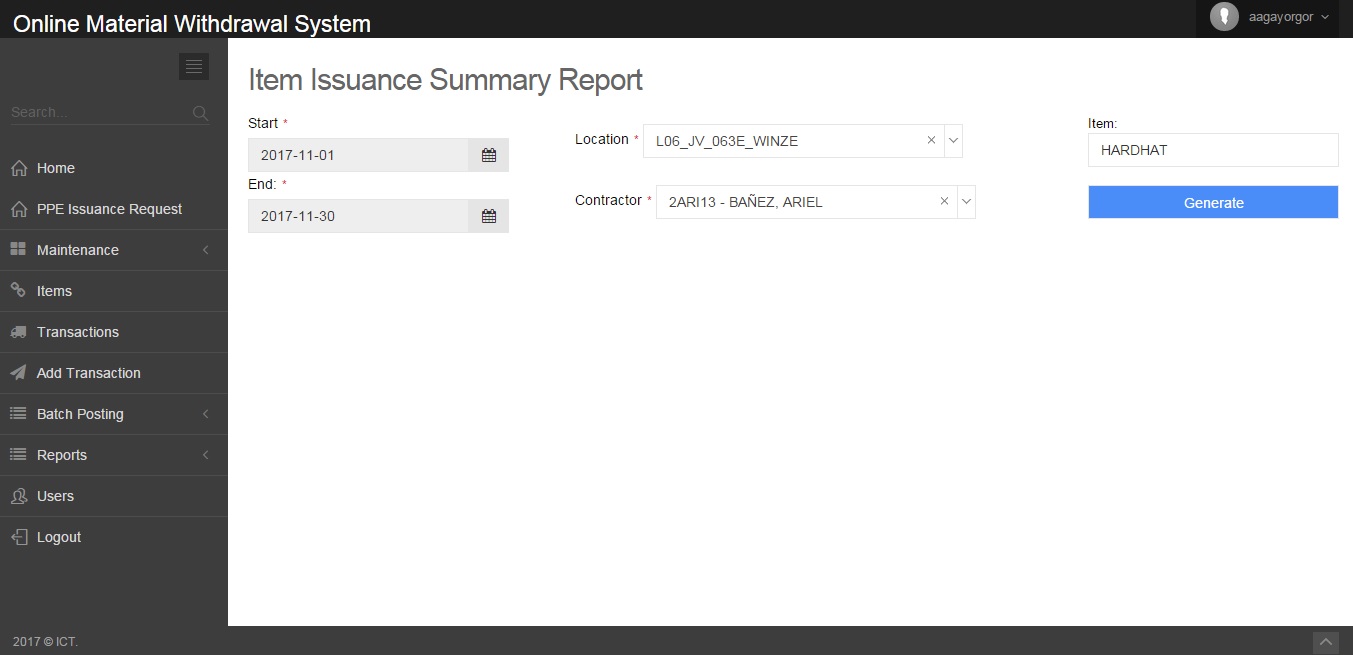 Online Material Withdrawal System
aagayorgor
Search...
Home
PPE Issuance Request
Maintenance
Items
Transactions
Add Transaction
Batch Posting
Reports
Users
Logout
Item Issuance Summary Report
Start *
2017-11-01
End: *
2017-11-30
Location *
L06_JV_063E_WINZE ×
Contractor *
2ARI13 - BAÑEZ, ARIEL ×
Item:
HARDHAT
Generate
2017 © ICT.